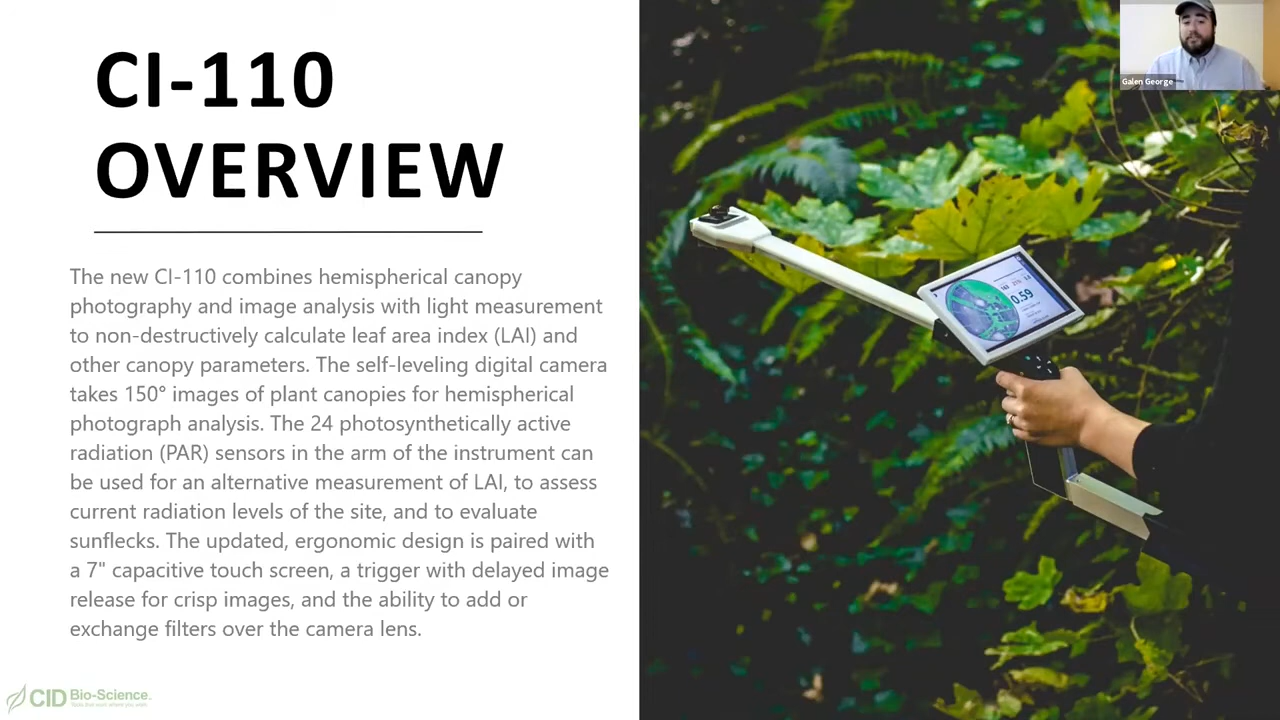 CI-110
OVERVIEW
The new CI-110 combines hemispherical canopy
photography and image analysis with light measurement
to non-destructively calculate leaf area index (LAI) and
other canopy parameters. The self-leveling digital camera
takes 150° images of plant canopies for hemispherical
photograph analysis. The 24 photosynthetically active
radiation (PAR) sensors in the arm of the instrument can
be used for an alternative measurement of LAI, to assess
current radiation levels of the site, and to evaluate
sunflecks. The updated, ergonomic design is paired with
a 7" capacitive touch screen, a trigger with delayed image
release for crisp images, and the ability to add or
exchange filters over the camera lens.
CID Bio-Science.
Galen George
0.59